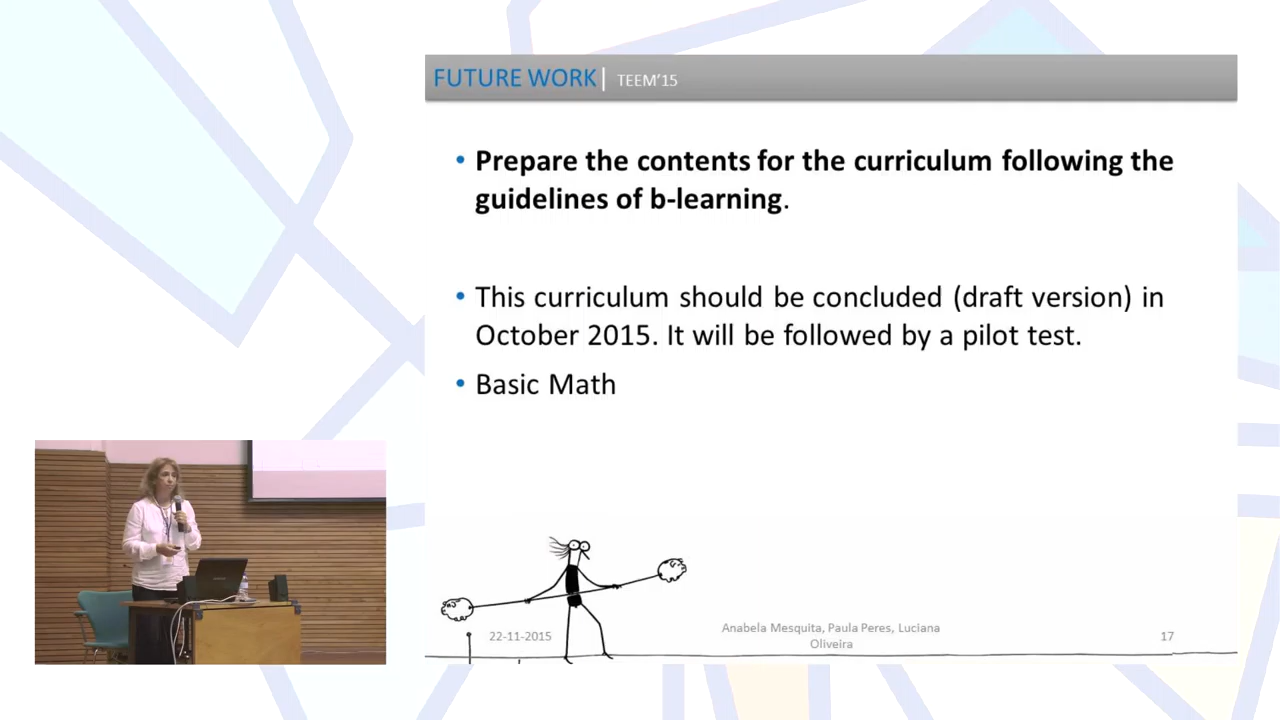 FUTURE WORK| TEEM'15
• Prepare the contents for the curriculum following the
guidelines of b-learning.
• This curriculum should be concluded (draft version) in
October 2015. It will be followed by a pilot test.
• Basic Math
22-11-2015
Anabela Mesquita, Paula Peres, Luciana
Oliveira
17